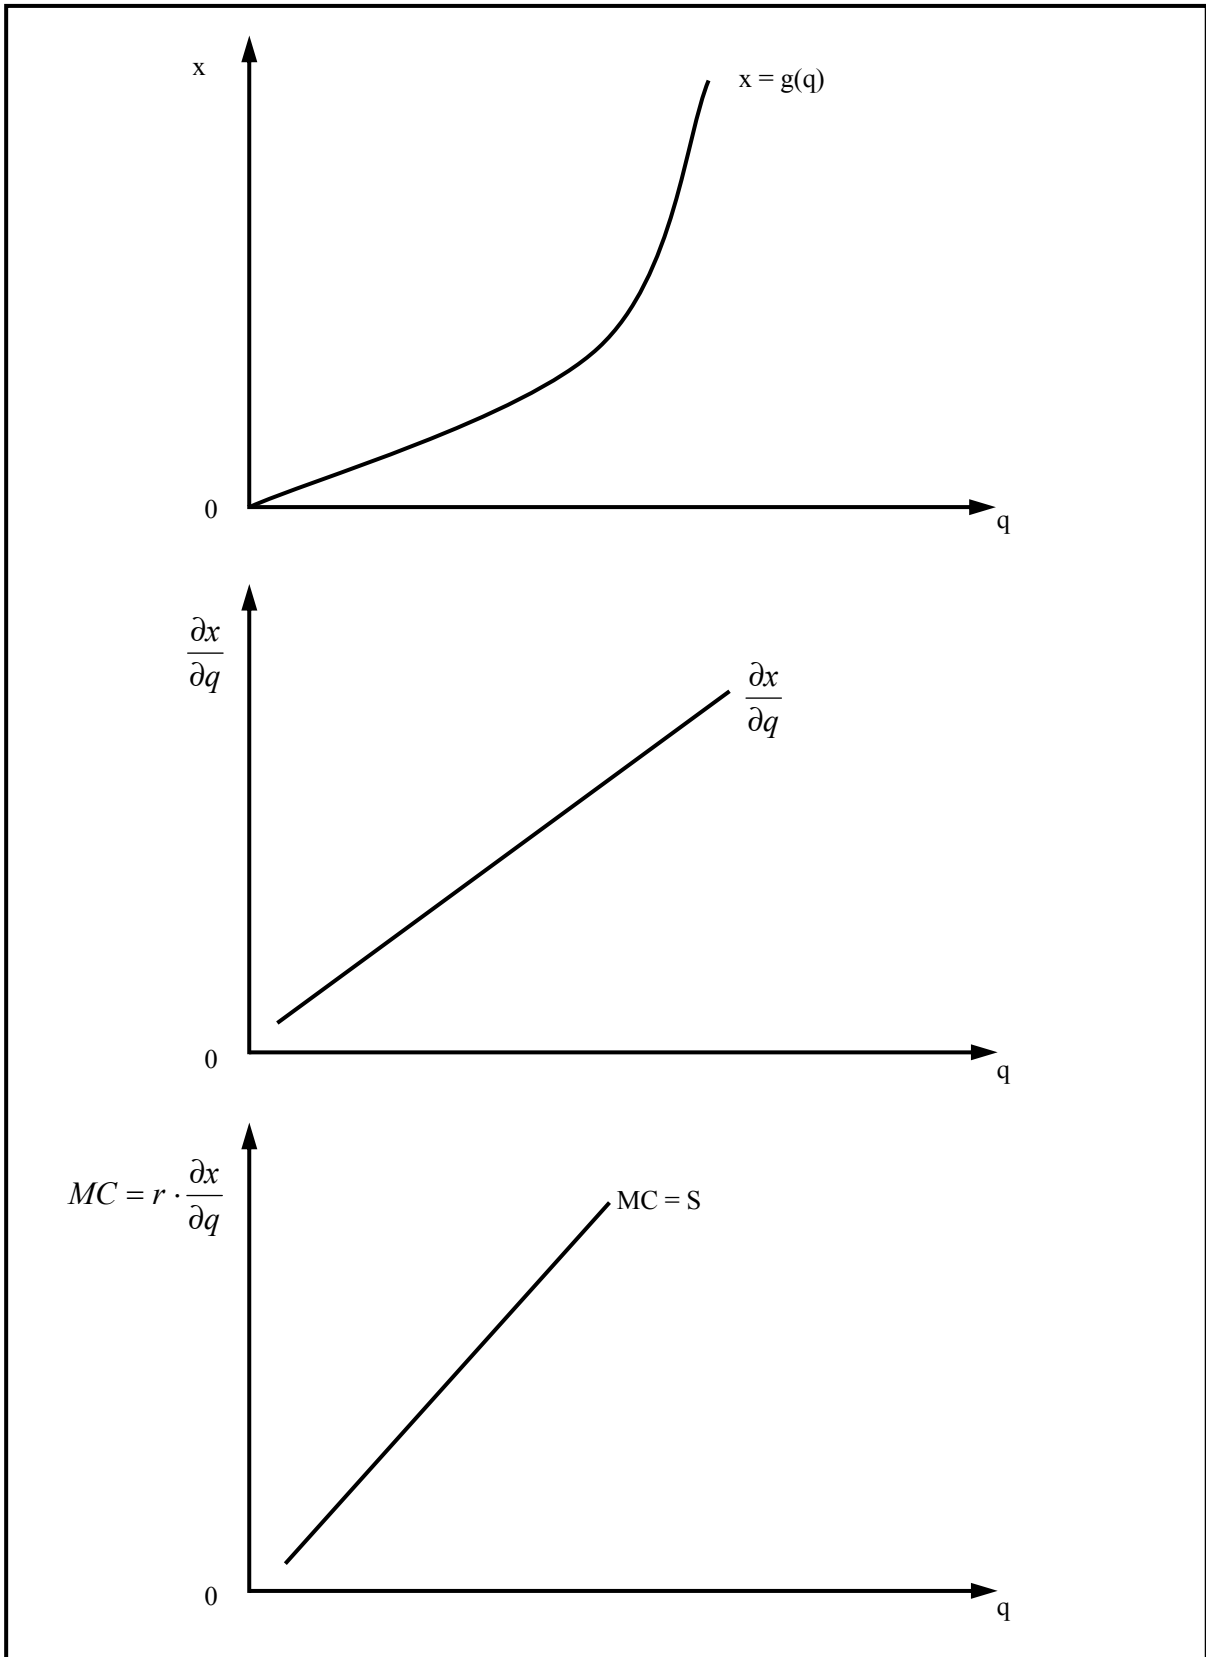 x
x = g(q)
0
q
∂x
∂q
∂x
∂q
0
q
MC = r · ∂x
∂q
MC = S
0
q